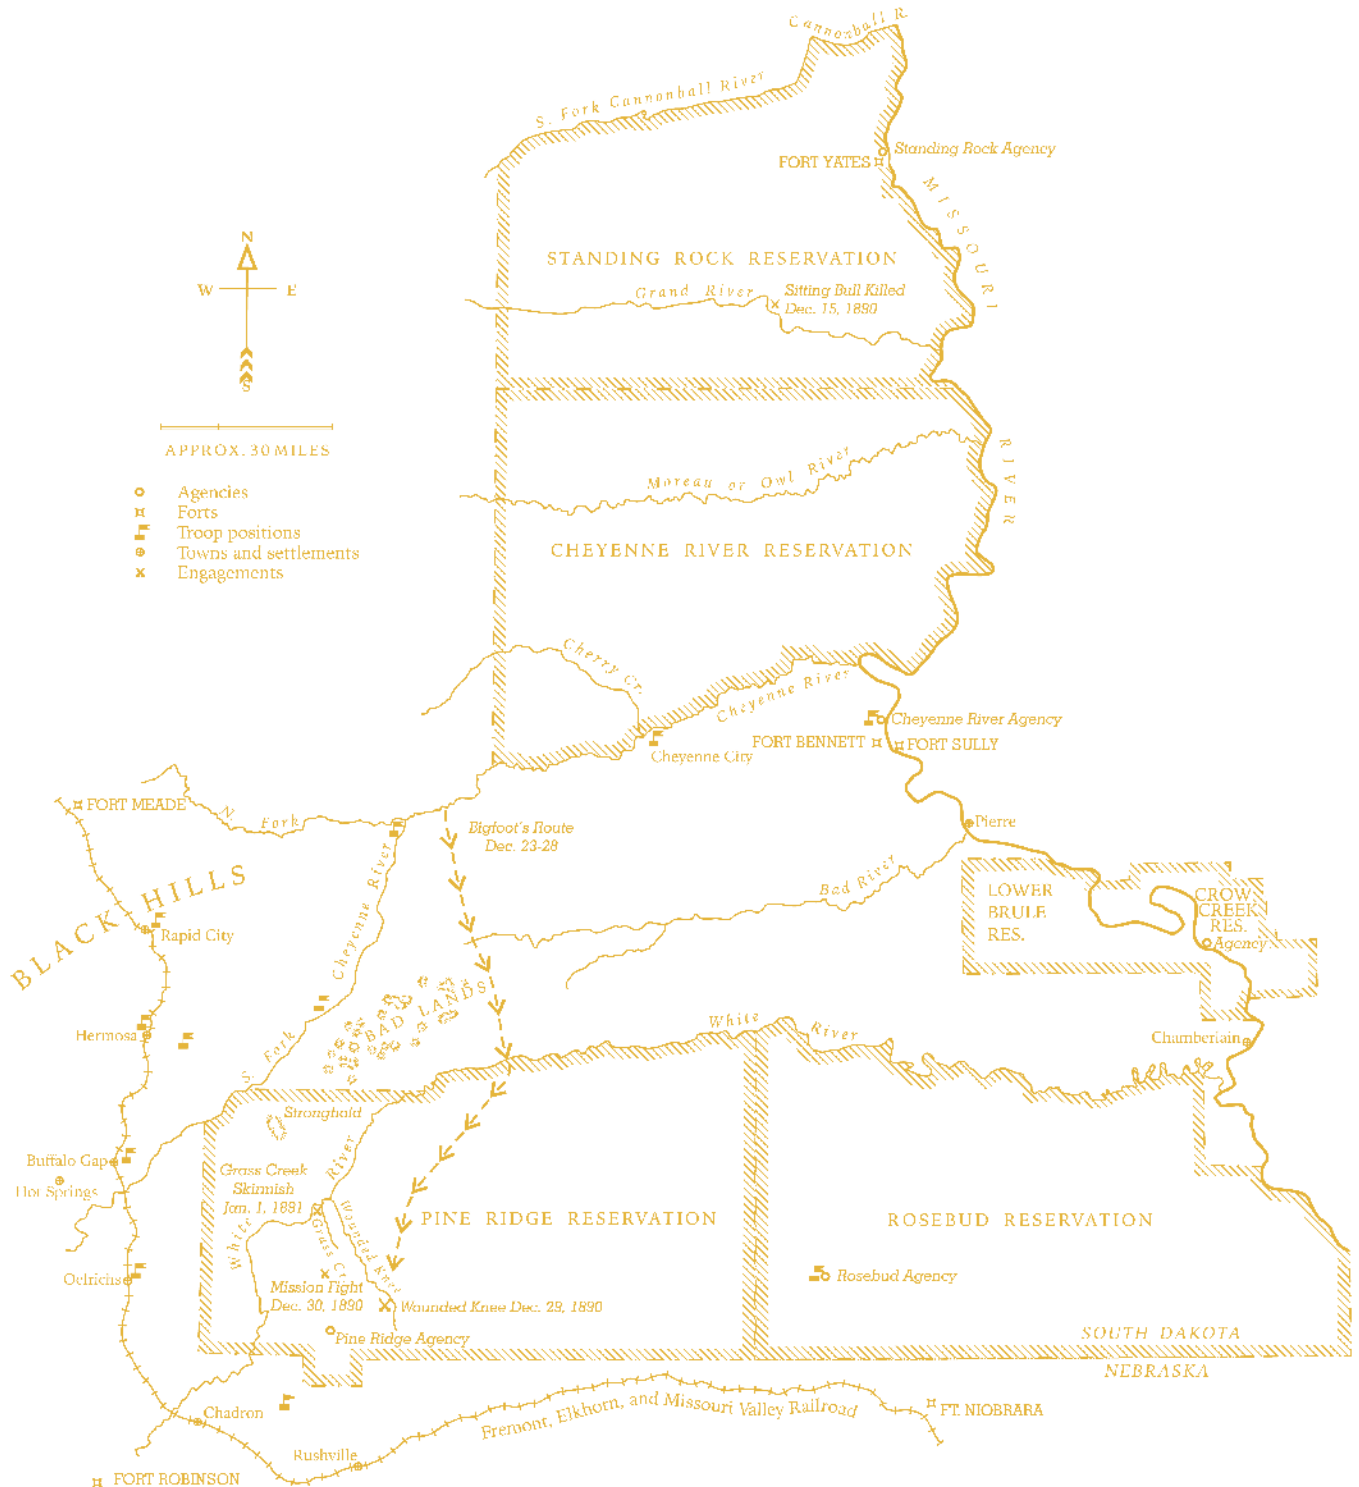 Cannonball R.
S. Fork Cannonball River
Standing Rock Agency
FORT YATES
MISSOURI
N
W E
S
STANDING ROCK RESERVATION
Grand River
Sitting Bull Killed
Dec. 15, 1890
APPROX. 30 MILES
Agencies
Forts
Troop positions
Towns and settlements
Engagements
Moreau or Owl River
RIVER
CHEYENNE RIVER RESERVATION
Cherry Cr.
Cheyenne River
Cheyenne River Agency
FORT BENNETT
FORT SULLY
Cheyenne City
FORT MEADE
N. Fork
Bigfoot's Route
Dec. 23-28
Pierre
BLACK HILLS
Bad River
LOWER
BRULE
RES.
CROW
CREEK
RES.
Agency
Rapid City
S. Fork Cheyenne River
BAD LANDS
Hermosa
White River
Chamberlain
Stronghold
Buffalo Gap
Hot Springs
Grass Creek
Skirmish
Jan. 1, 1891
White River
Grass Cr.
Wounded Knee
PINE RIDGE RESERVATION
ROSEBUD RESERVATION
Oelrichs
Mission Fight
Dec. 30, 1890
Wounded Knee Dec. 29, 1890
Rosebud Agency
Pine Ridge Agency
SOUTH DAKOTA
NEBRASKA
Chadron
Fremont, Elkhorn, and Missouri Valley Railroad
FT. NIOBRARA
Rushville
FORT ROBINSON